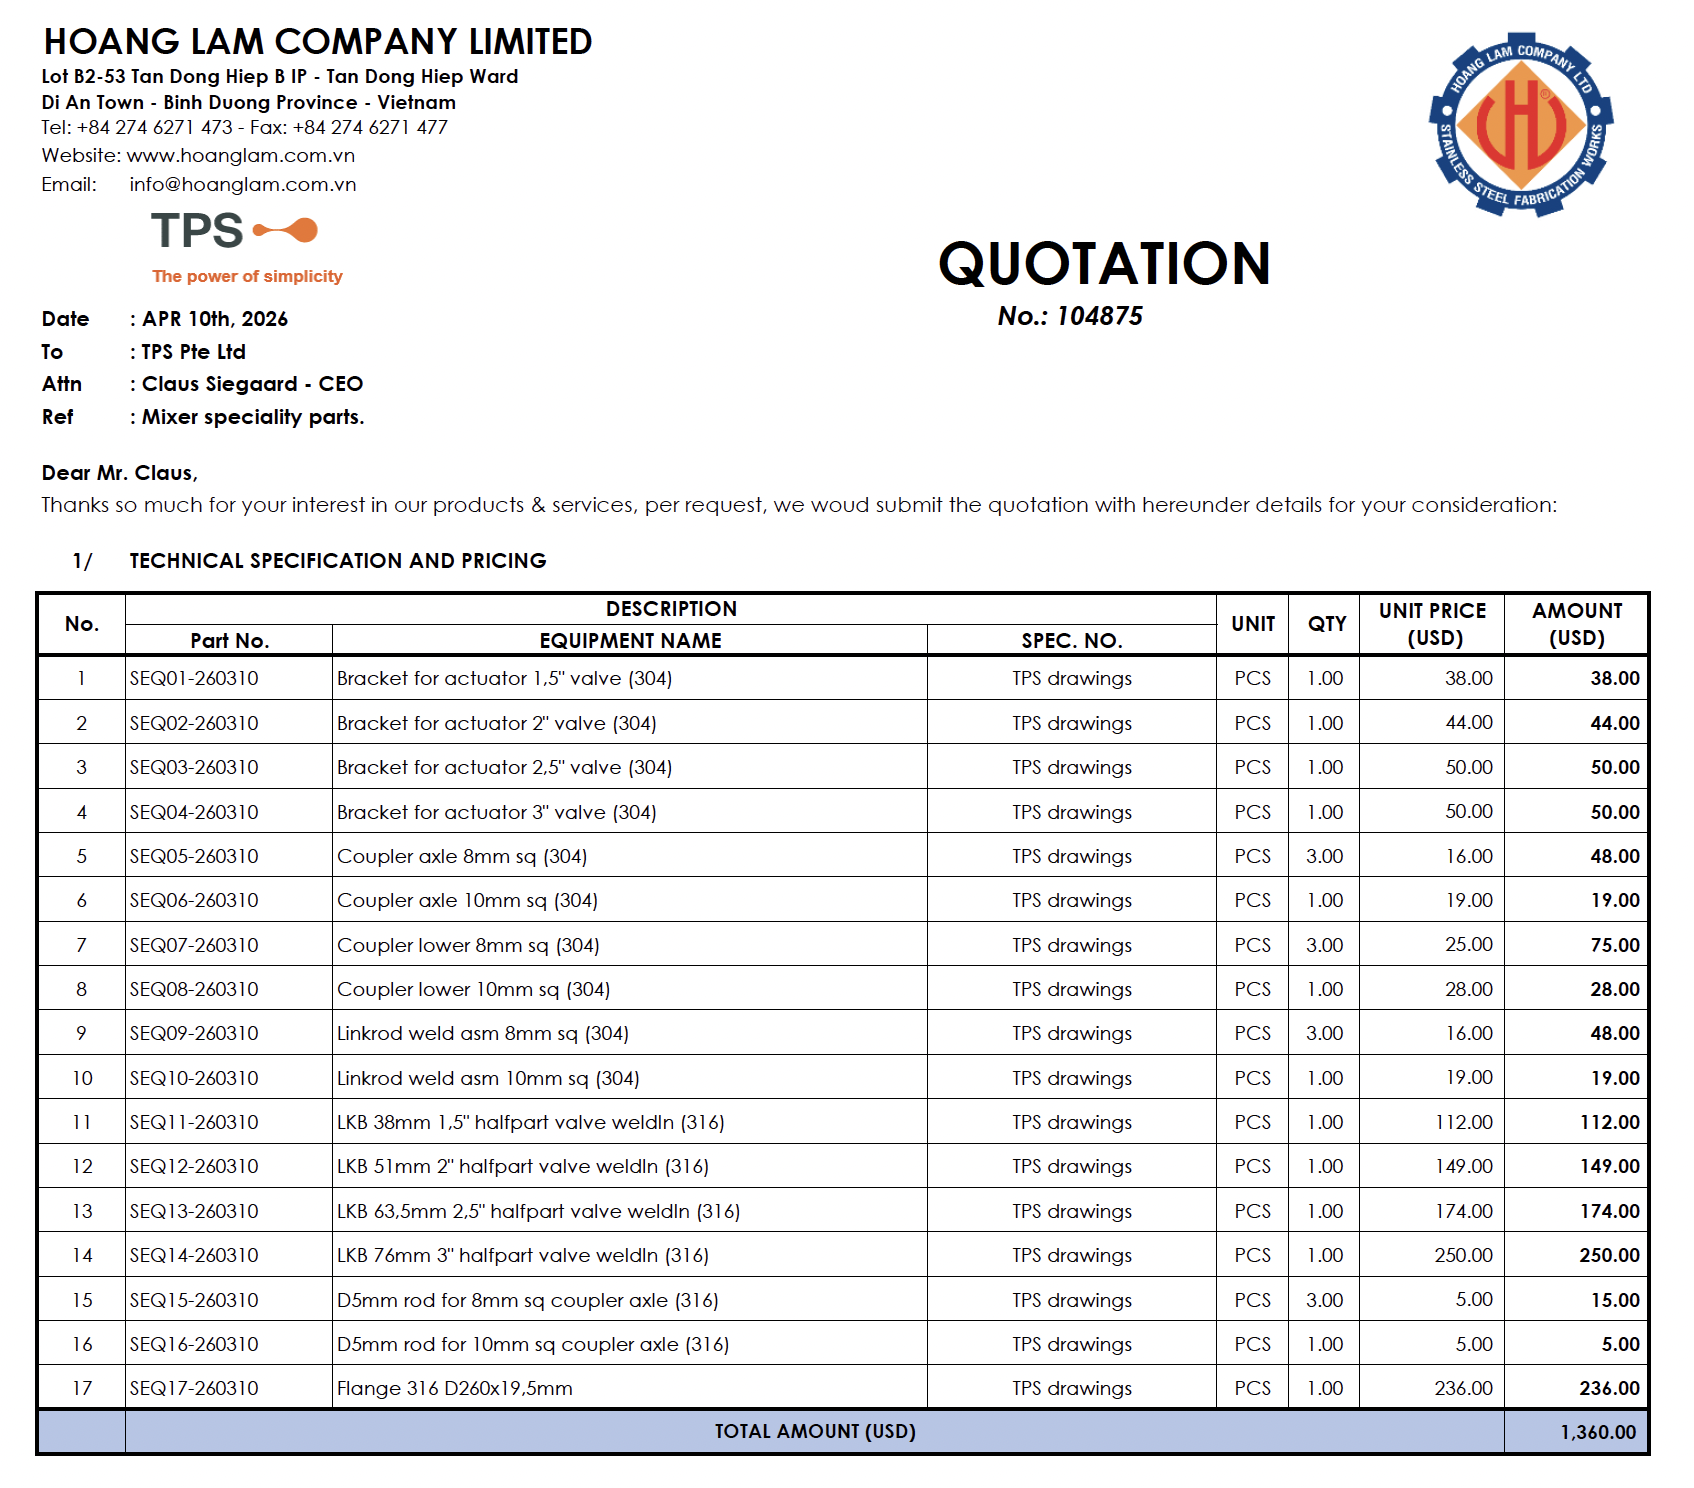 HOANG LAM COMPANY LIMITED
Lot B2-53 Tan Dong Hiep B IP - Tan Dong Hiep Ward
Di An Town - Binh Duong Province - Vietnam
Tel: +84 274 6271 473 - Fax: +84 274 6271 477
Website: www.hoanglam.com.vn
Email: info@hoanglam.com.vn
HOANG LAM COMPANY LTD
H ®
STAINLESS STEEL FABRICATION WORKS
TPS
The power of simplicity
QUOTATION
No.: 104875
Date : APR 10th, 2026
To : TPS Pte Ltd
Attn : Claus Siegaard - CEO
Ref : Mixer speciality parts.
Dear Mr. Claus,
Thanks so much for your interest in our products & services, per request, we woud submit the quotation with hereunder details for your consideration:
1/ TECHNICAL SPECIFICATION AND PRICING
No. DESCRIPTION UNIT QTY UNIT PRICE (USD) AMOUNT (USD)
Part No. EQUIPMENT NAME SPEC. NO.
1 SEQ01-260310 Bracket for actuator 1,5" valve (304) TPS drawings PCS 1.00 38.00 38.00
2 SEQ02-260310 Bracket for actuator 2" valve (304) TPS drawings PCS 1.00 44.00 44.00
3 SEQ03-260310 Bracket for actuator 2,5" valve (304) TPS drawings PCS 1.00 50.00 50.00
4 SEQ04-260310 Bracket for actuator 3" valve (304) TPS drawings PCS 1.00 50.00 50.00
5 SEQ05-260310 Coupler axle 8mm sq (304) TPS drawings PCS 3.00 16.00 48.00
6 SEQ06-260310 Coupler axle 10mm sq (304) TPS drawings PCS 1.00 19.00 19.00
7 SEQ07-260310 Coupler lower 8mm sq (304) TPS drawings PCS 3.00 25.00 75.00
8 SEQ08-260310 Coupler lower 10mm sq (304) TPS drawings PCS 1.00 28.00 28.00
9 SEQ09-260310 Linkrod weld asm 8mm sq (304) TPS drawings PCS 3.00 16.00 48.00
10 SEQ10-260310 Linkrod weld asm 10mm sq (304) TPS drawings PCS 1.00 19.00 19.00
11 SEQ11-260310 LKB 38mm 1,5" halfpart valve weldIn (316) TPS drawings PCS 1.00 112.00 112.00
12 SEQ12-260310 LKB 51mm 2" halfpart valve weldIn (316) TPS drawings PCS 1.00 149.00 149.00
13 SEQ13-260310 LKB 63,5mm 2,5" halfpart valve weldIn (316) TPS drawings PCS 1.00 174.00 174.00
14 SEQ14-260310 LKB 76mm 3" halfpart valve weldIn (316) TPS drawings PCS 1.00 250.00 250.00
15 SEQ15-260310 D5mm rod for 8mm sq coupler axle (316) TPS drawings PCS 3.00 5.00 15.00
16 SEQ16-260310 D5mm rod for 10mm sq coupler axle (316) TPS drawings PCS 1.00 5.00 5.00
17 SEQ17-260310 Flange 316 D260x19,5mm TPS drawings PCS 1.00 236.00 236.00
TOTAL AMOUNT (USD) 1,360.00